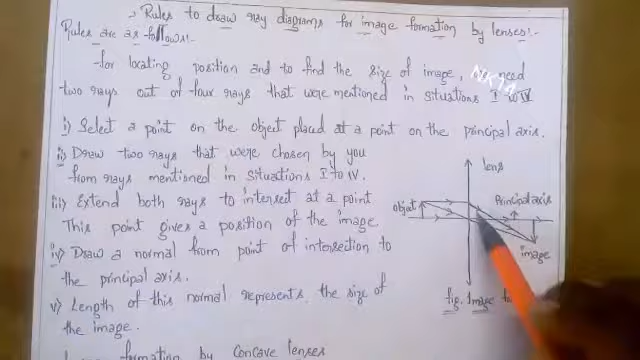 Rules to draw ray diagrams for image formation by lenses:-
Rules are as follows:-
For locating position and to find the size of image, need
two rays out of four rays that were mentioned in situations I to IV
i) Select a point on the object placed at a point on the principal axis.
ii) Draw two rays that were chosen by you
from rays mentioned in situations I to IV.
iii) Extend both rays to intersect at a point.
This point gives a position of the image.
iv) Draw a normal from point of intersection to
the principal axis.
v) Length of this normal represents the size of
the image.
formation by concave lenses
lens
object
Principal axis
image
fig. Image